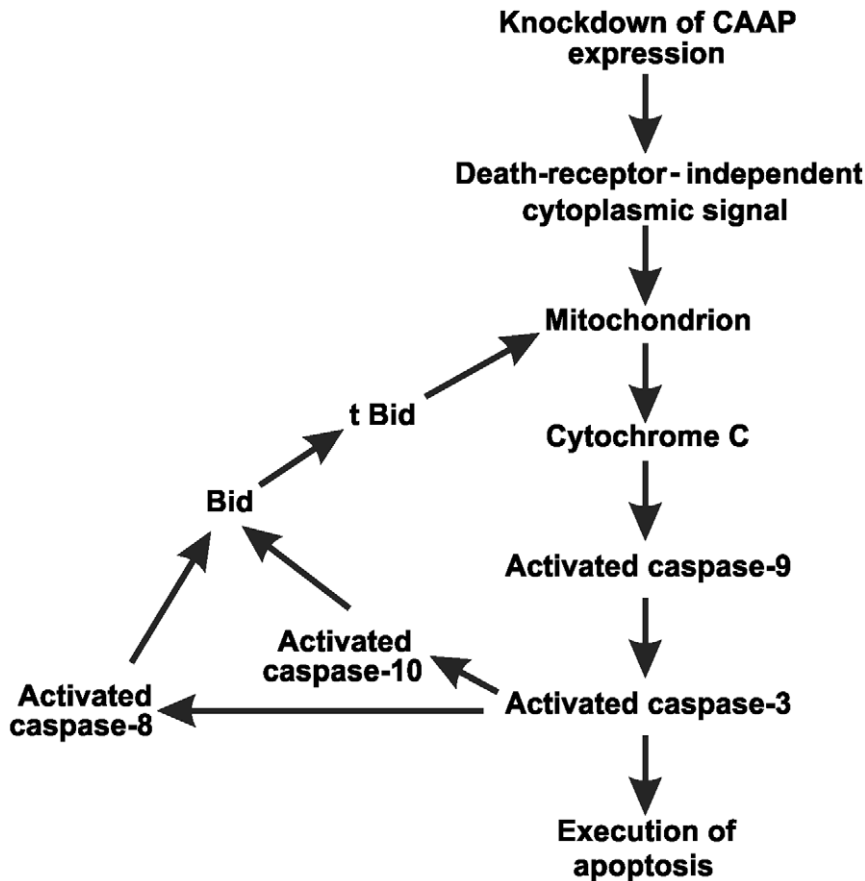 Knockdown of CAAP
expression
Death-receptor-independent
cytoplasmic signal
Mitochondrion
t Bid
Cytochrome C
Bid
Activated caspase-9
Activated
caspase-10
Activated
caspase-8
Activated caspase-3
Execution of
apoptosis